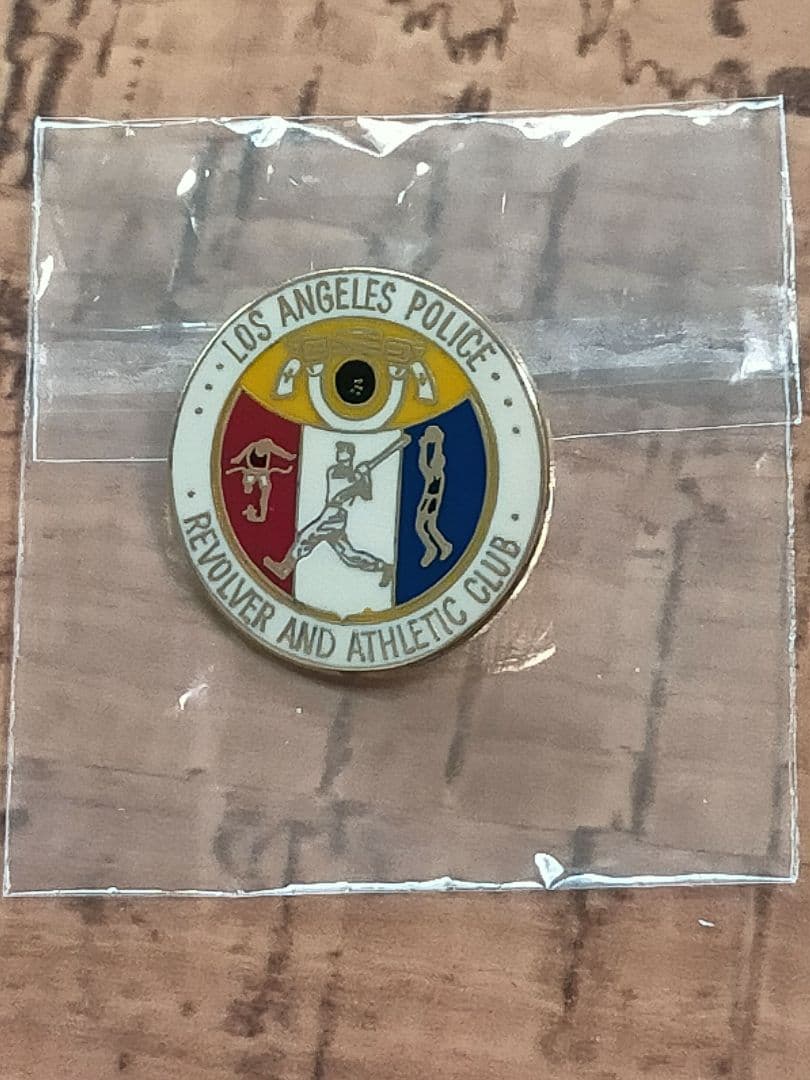 LOS ANGELES POLICE
REVOLVER AND ATHLETIC CLUB